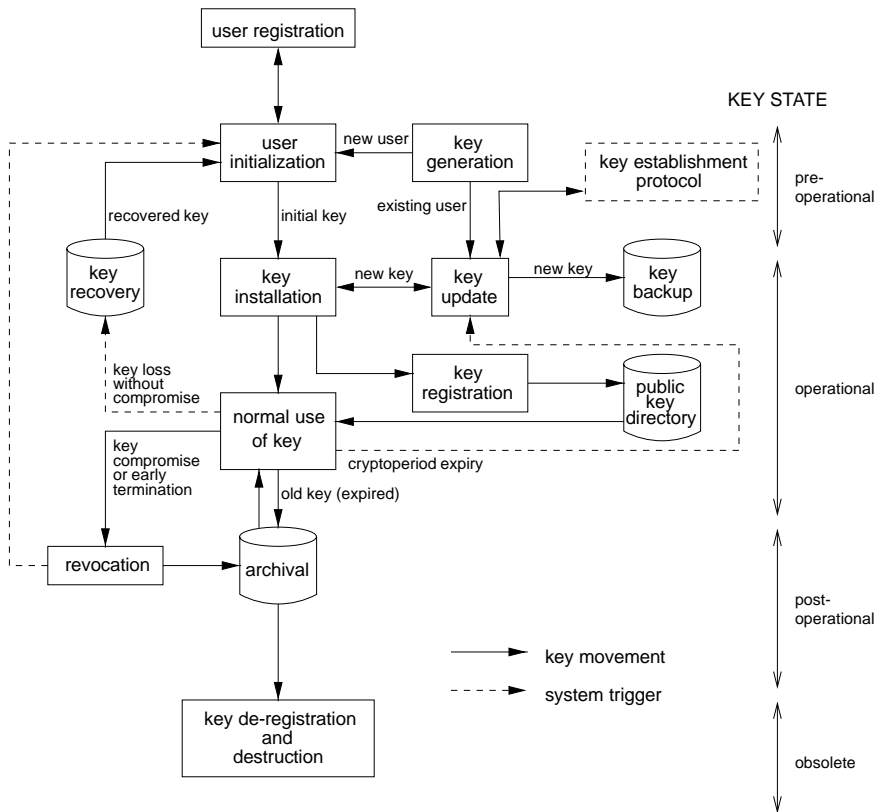 user registration
KEY STATE
user
initialization
new user
key
generation
key establishment
protocol
pre-
operational
existing user
recovered key
initial key
key
recovery
key
installation
new key
key
update
new key
key
backup
key loss
without
compromise
key
registration
public
key
directory
operational
normal use
of key
key
compromise
or early
termination
cryptoperiod expiry
old key (expired)
revocation
archival
post-
operational
key movement
system trigger
key de-registration
and
destruction
obsolete